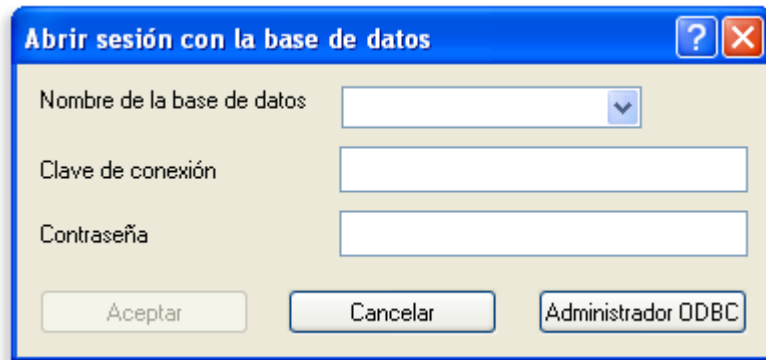 Abrir sesión con la base de datos
Nombre de la base de datos
Clave de conexión
Contraseña
Aceptar Cancelar Administrador ODBC